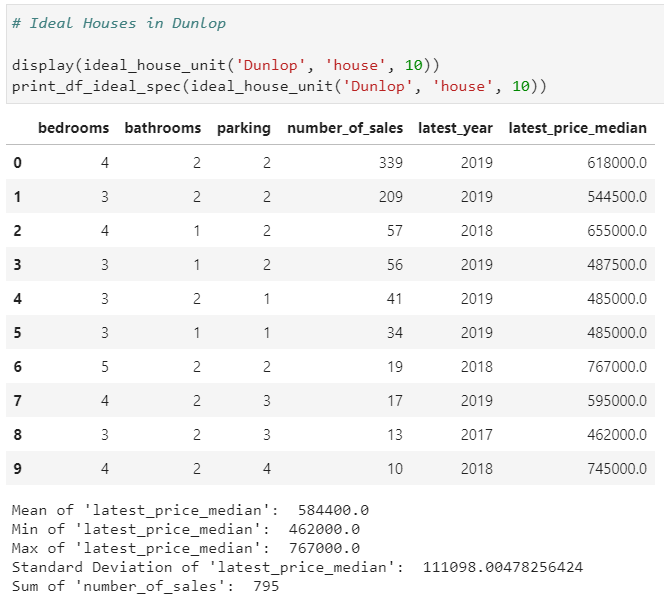 # Ideal Houses in Dunlop
display(ideal_house_unit('Dunlop', 'house', 10))
print_df_ideal_spec(ideal_house_unit('Dunlop', 'house', 10))
bedrooms bathrooms parking number_of_sales latest_year latest_price_median
0 4 2 2 339 2019 618000.0
1 3 2 2 209 2019 544500.0
2 4 1 2 57 2018 655000.0
3 3 1 2 56 2019 487500.0
4 3 2 1 41 2019 485000.0
5 3 1 1 34 2019 485000.0
6 5 2 2 19 2018 767000.0
7 4 2 3 17 2019 595000.0
8 3 2 3 13 2017 462000.0
9 4 2 4 10 2018 745000.0
Mean of 'latest_price_median':  584400.0
Min of 'latest_price_median':  462000.0
Max of 'latest_price_median':  767000.0
Standard Deviation of 'latest_price_median':  111098.00478256424
Sum of 'number_of_sales':  795